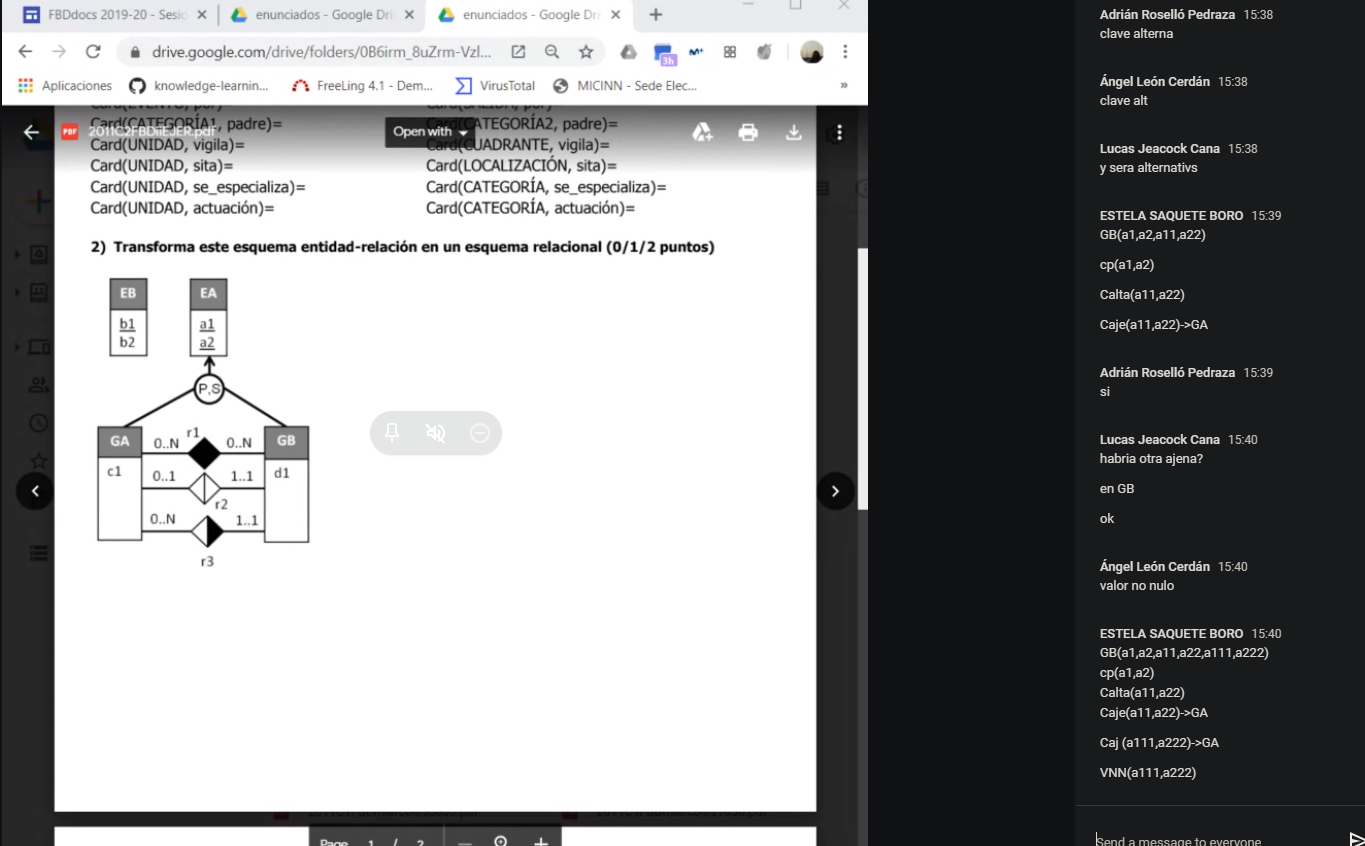 FBDdocs 2019-20 - Sesio
enunciados - Google Dri
enunciados - Google Dri
drive.google.com/drive/folders/0B6irm_8uZrm-Vzl...
3h
Aplicaciones
knowledge-learnin...
FreeLing 4.1 - Dem...
VirusTotal
MICINN - Sede Elec...
»
Card(EVENTO, por)=
Card(SALIDA, por)=
PDF
2011C2FBDiiEJER.pdf
Open with
Card(CATEGORÍA1, padre)=
Card(CATEGORÍA2, padre)=
Card(UNIDAD, vigila)=
Card(CUADRANTE, vigila)=
Card(UNIDAD, sita)=
Card(LOCALIZACIÓN, sita)=
Card(UNIDAD, se_especializa)=
Card(CATEGORÍA, se_especializa)=
Card(UNIDAD, actuación)=
Card(CATEGORÍA, actuación)=
2) Transforma este esquema entidad-relación en un esquema relacional (0/1/2 puntos)
EB
EA
b1
a1
b2
a2
P,S
GA
0..N
r1
0..N
GB
c1
0..1
1..1
d1
r2
0..N
1..1
r3
Page 1 / 2
Adrián Roselló Pedraza 15:38
clave alterna
Ángel León Cerdán 15:38
clave alt
Lucas Jeacock Cana 15:38
y sera alternativs
ESTELA SAQUETE BORO 15:39
GB(a1,a2,a11,a22)
cp(a1,a2)
Calta(a11,a22)
Caje(a11,a22)->GA
Adrián Roselló Pedraza 15:39
si
Lucas Jeacock Cana 15:40
habria otra ajena?
en GB
ok
Ángel León Cerdán 15:40
valor no nulo
ESTELA SAQUETE BORO 15:40
GB(a1,a2,a11,a22,a111,a222)
cp(a1,a2)
Calta(a11,a22)
Caje(a11,a22)->GA
Caj (a111,a222)->GA
VNN(a111,a222)
Send a message to everyone